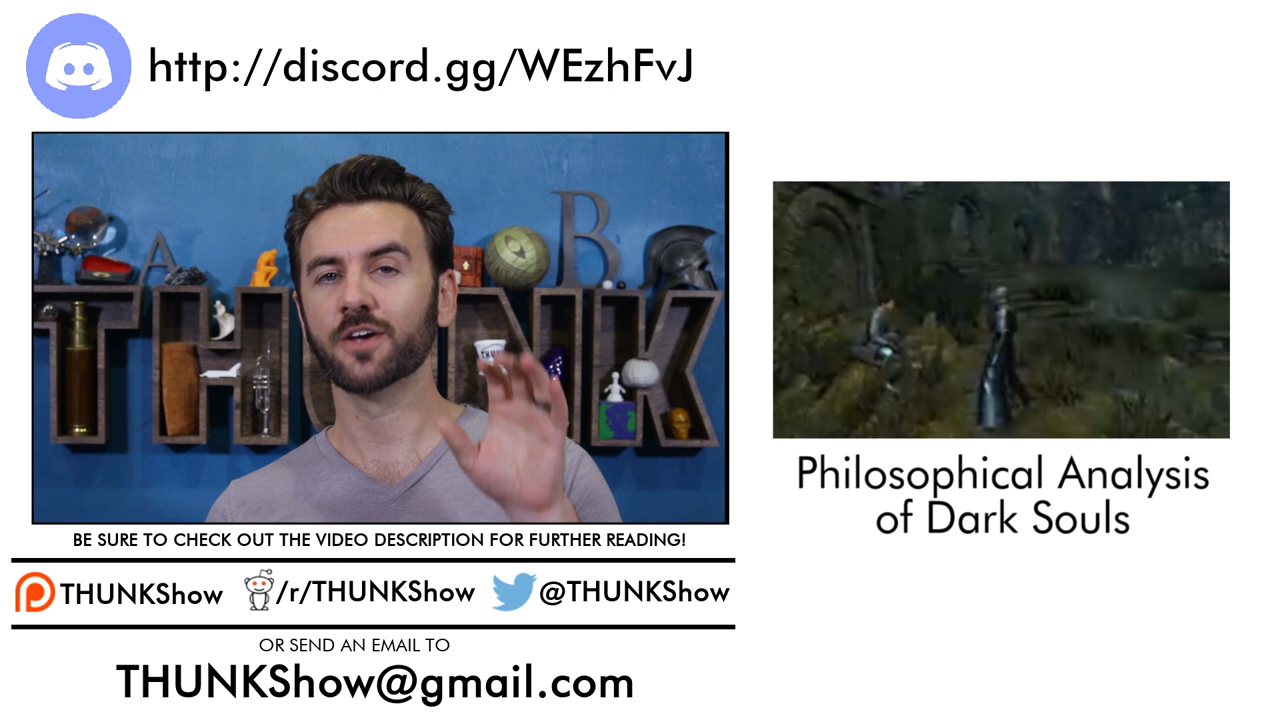 http://discord.gg/WEzhFvJ
A
B
THUNK
BE SURE TO CHECK OUT THE VIDEO DESCRIPTION FOR FURTHER READING!
THUNKShow
/r/THUNKShow
@THUNKShow
OR SEND AN EMAIL TO
THUNKShow@gmail.com
Philosophical Analysis
of Dark Souls